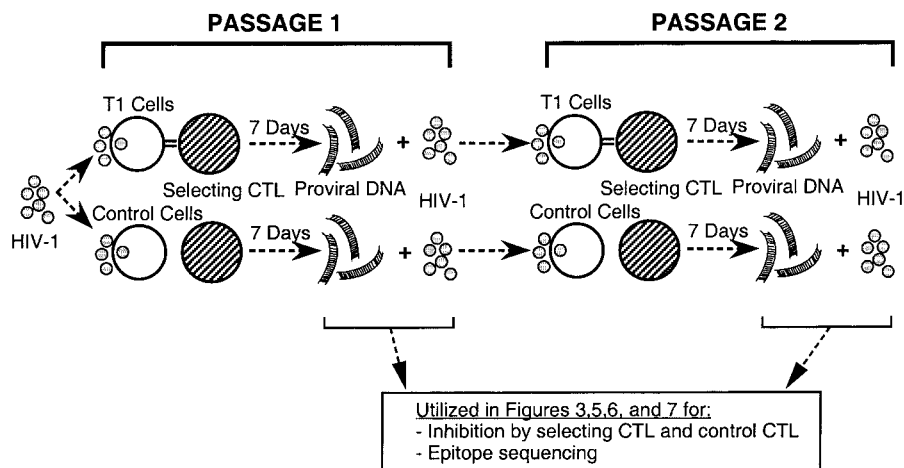 PASSAGE 1
PASSAGE 2
T1 Cells
7 Days
+
T1 Cells
7 Days
+
HIV-1
Selecting CTL
Proviral DNA
HIV-1
Selecting CTL
Proviral DNA
HIV-1
Control Cells
7 Days
+
Control Cells
7 Days
+
Utilized in Figures 3,5,6, and 7 for:
- Inhibition by selecting CTL and control CTL
- Epitope sequencing